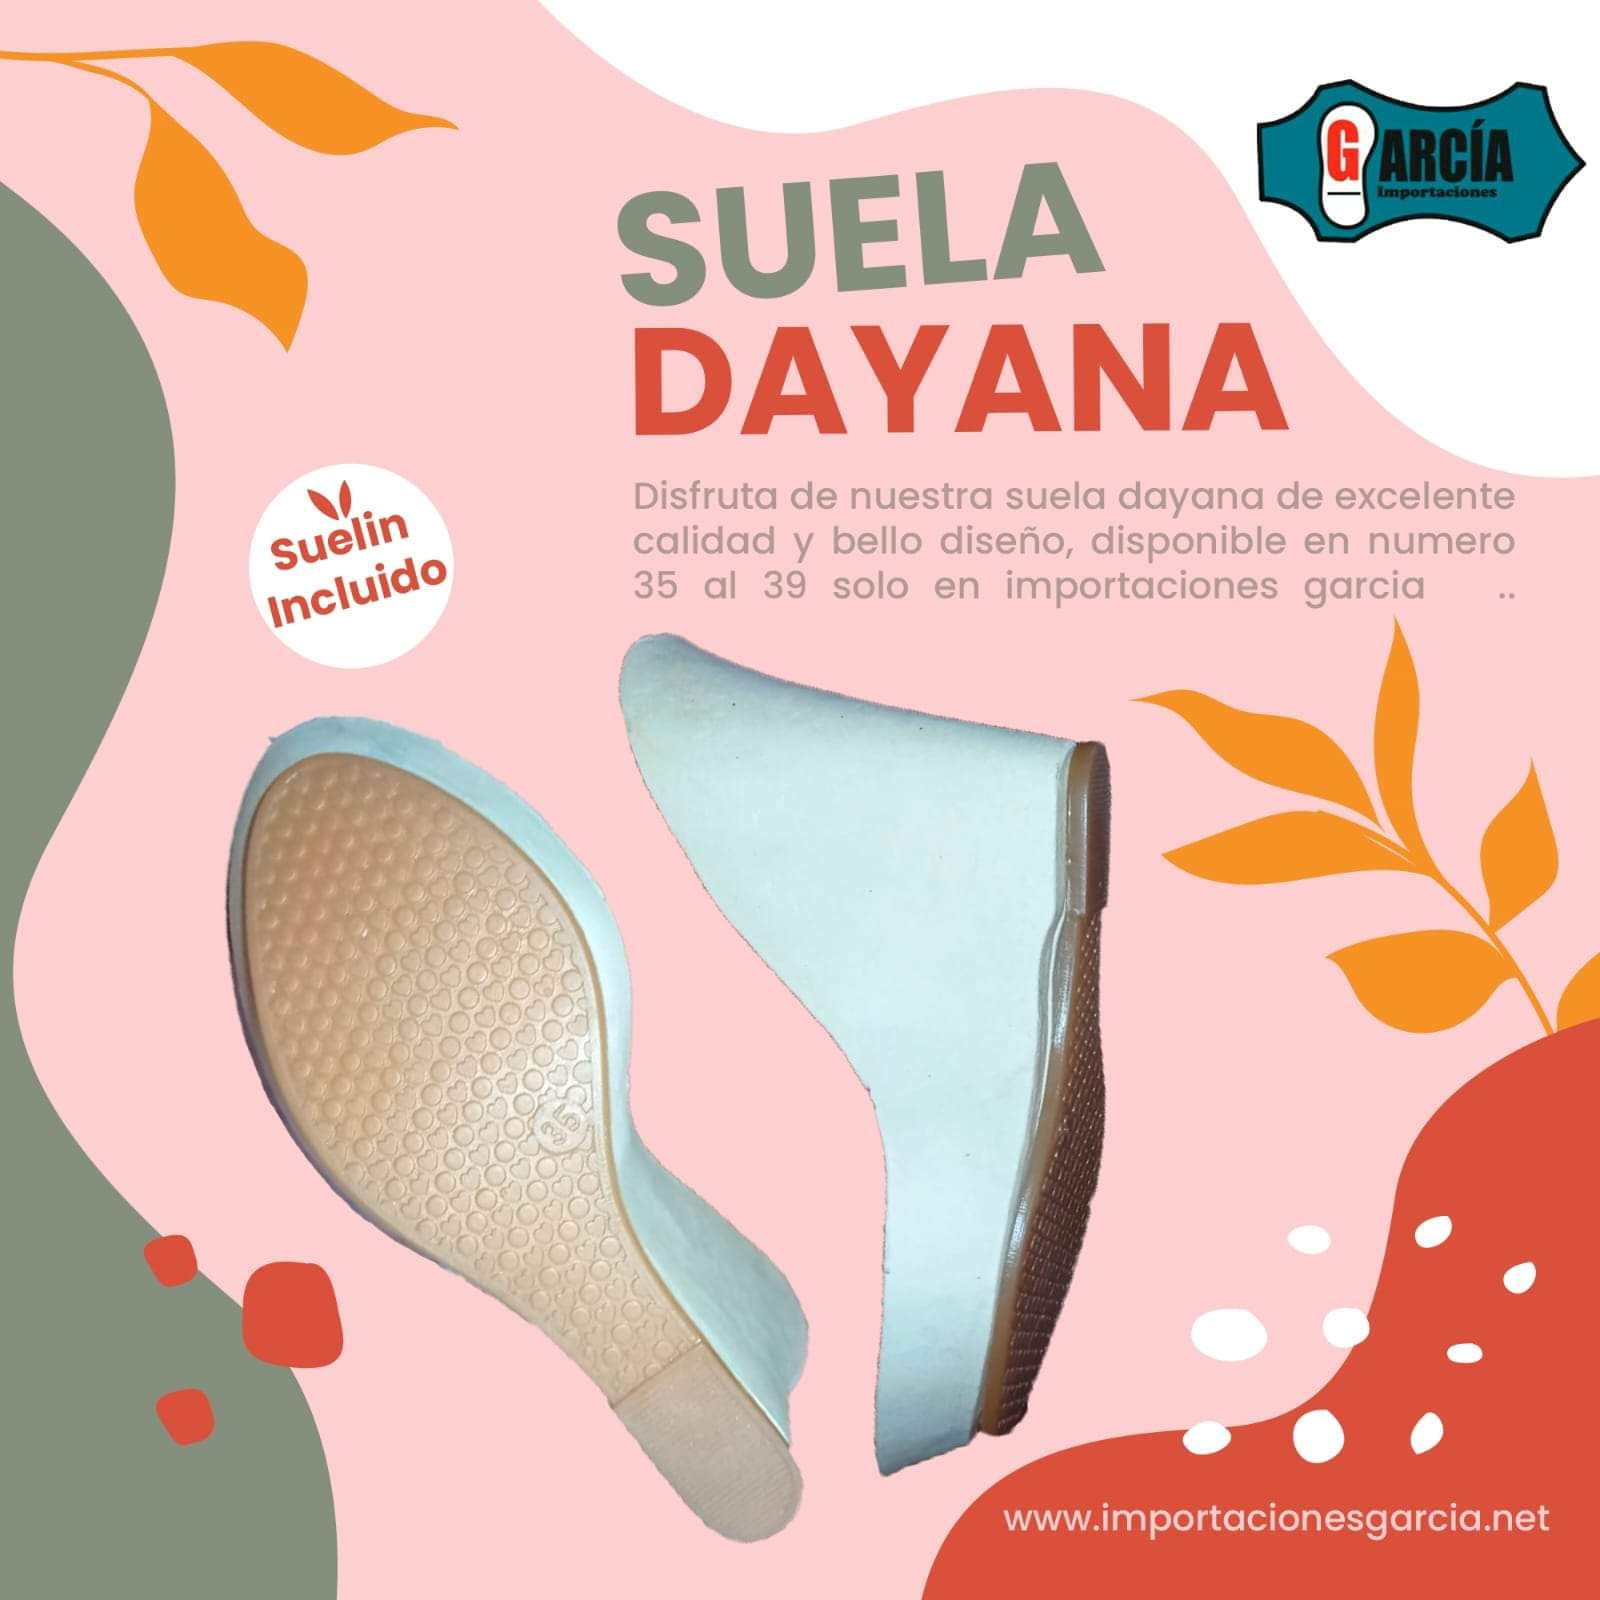 GARCÍA
Importaciones
SUELA
DAYANA
Disfruta de nuestra suela dayana de excelente
calidad y bello diseño, disponible en numero
35 al 39 solo en importaciones garcia ..
Suelin
Incluido
35
www.importacionesgarcia.net